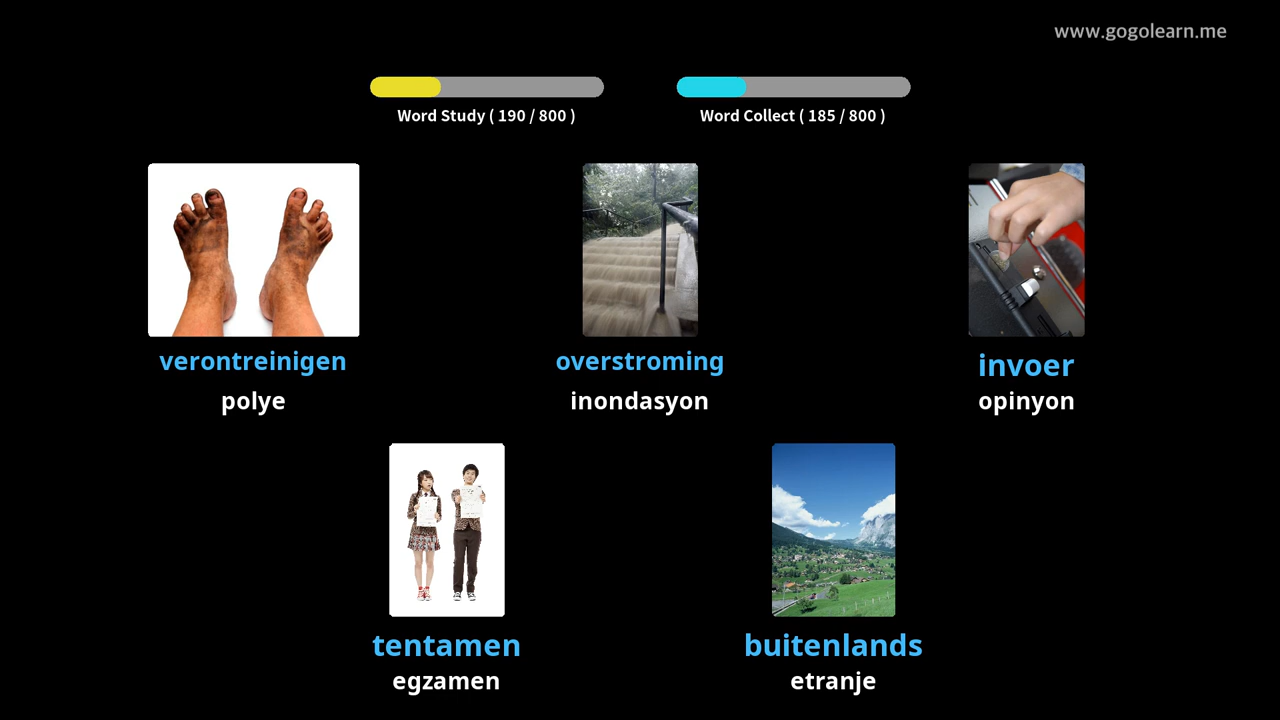 www.gogolearn.me
Word Study ( 190 / 800 )
Word Collect ( 185 / 800 )
verontreinigen
polye
overstroming
inondasyon
invoer
opinyon
tentamen
egzamen
buitenlands
etranje